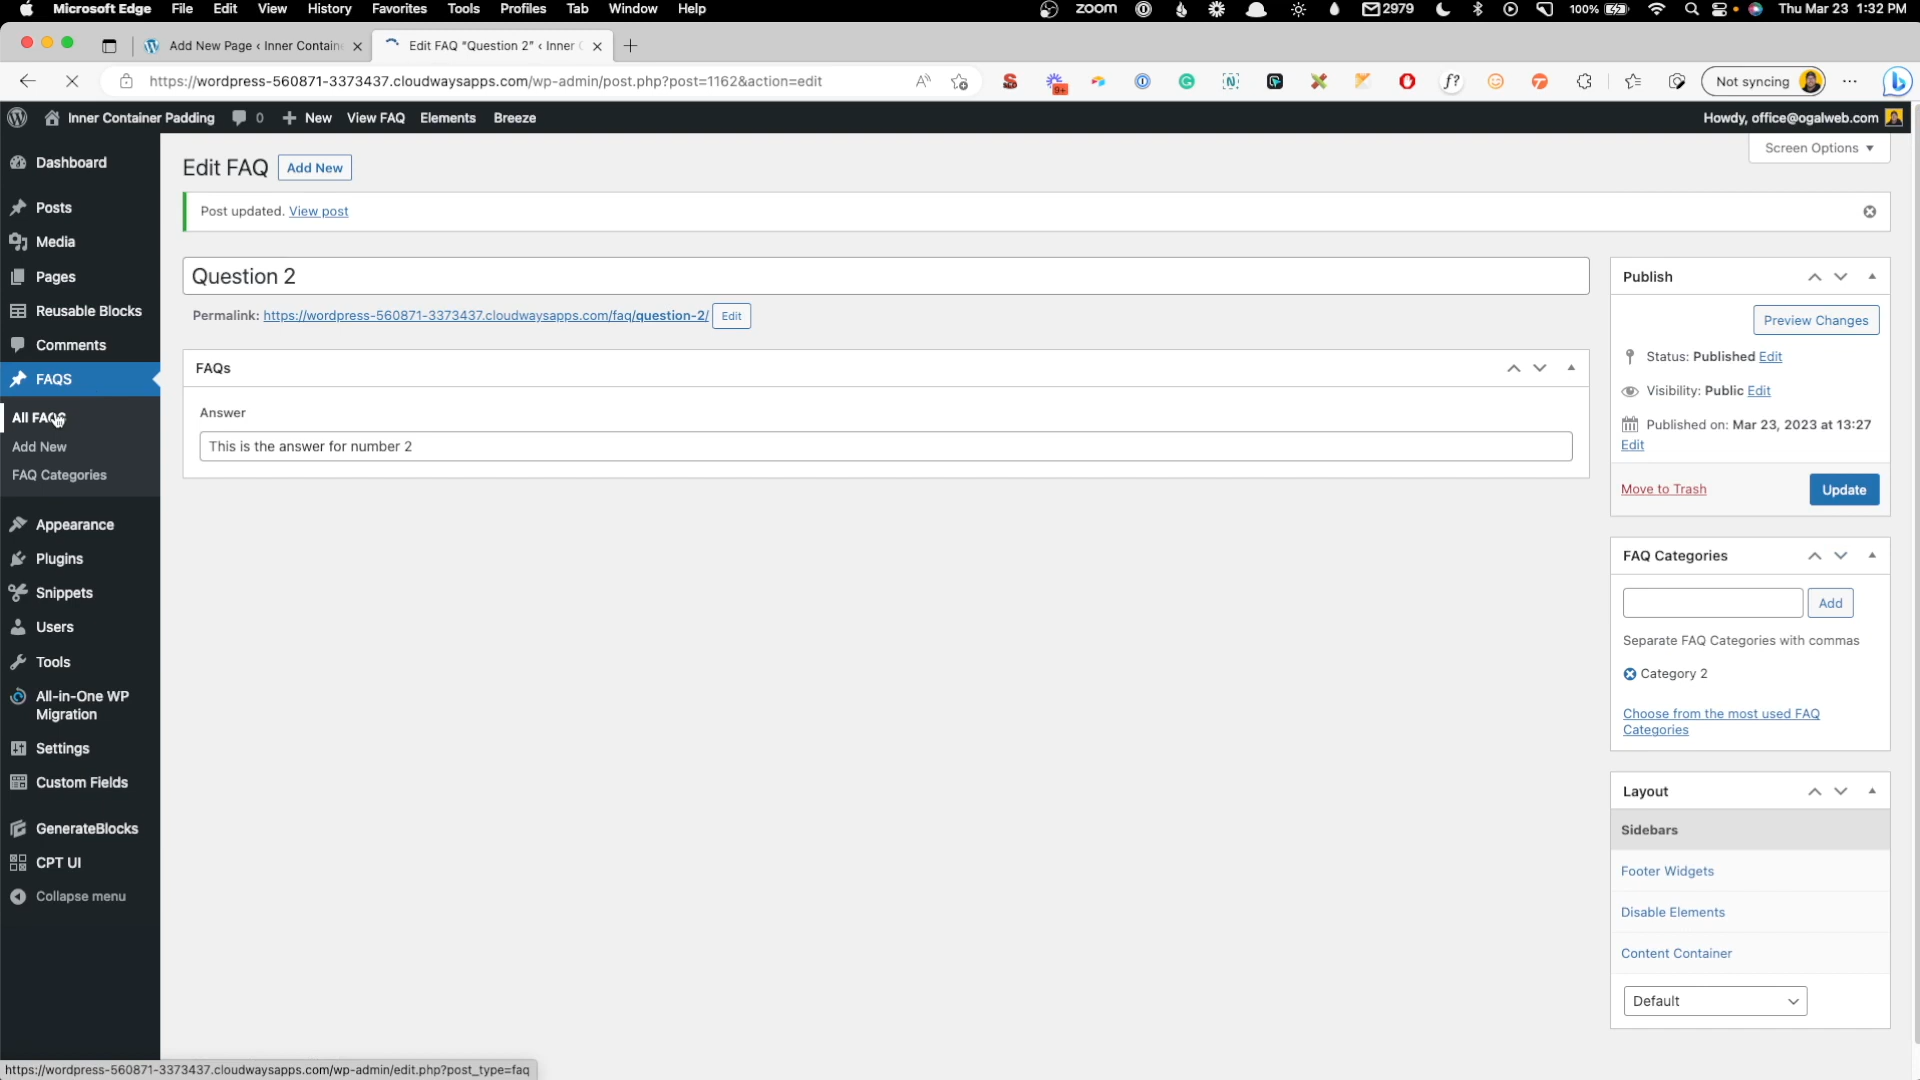 Microsoft Edge File Edit View History Favorites Tools Profiles Tab Window Help zoom 2979 100% Thu Mar 23 1:32 PM
Add New Page ‹ Inner Contain Edit FAQ "Question 2" ‹ Inner C
https://wordpress-560871-3373437.cloudwaysapps.com/wp-admin/post.php?post=1162&action=edit Not syncing
Inner Container Padding 0 New View FAQ Elements Breeze Howdy, office@ogalweb.com
Screen Options
Dashboard
Posts
Media
Pages
Reusable Blocks
Comments
FAQS
All FAQS
Add New
FAQ Categories
Appearance
Plugins
Snippets
Users
Tools
All-in-One WP
Migration
Settings
Custom Fields
GenerateBlocks
CPT UI
Collapse menu
Edit FAQ Add New
Post updated. View post
Question 2
Permalink: https://wordpress-560871-3373437.cloudwaysapps.com/faq/question-2/ Edit
FAQs
Answer
This is the answer for number 2
Publish
Preview Changes
Status: Published Edit
Visibility: Public Edit
Published on: Mar 23, 2023 at 13:27
Edit
Move to Trash Update
FAQ Categories
Add
Separate FAQ Categories with commas
Category 2
Choose from the most used FAQ
Categories
Layout
Sidebars
Footer Widgets
Disable Elements
Content Container
Default
https://wordpress-560871-3373437.cloudwaysapps.com/wp-admin/edit.php?post_type=faq